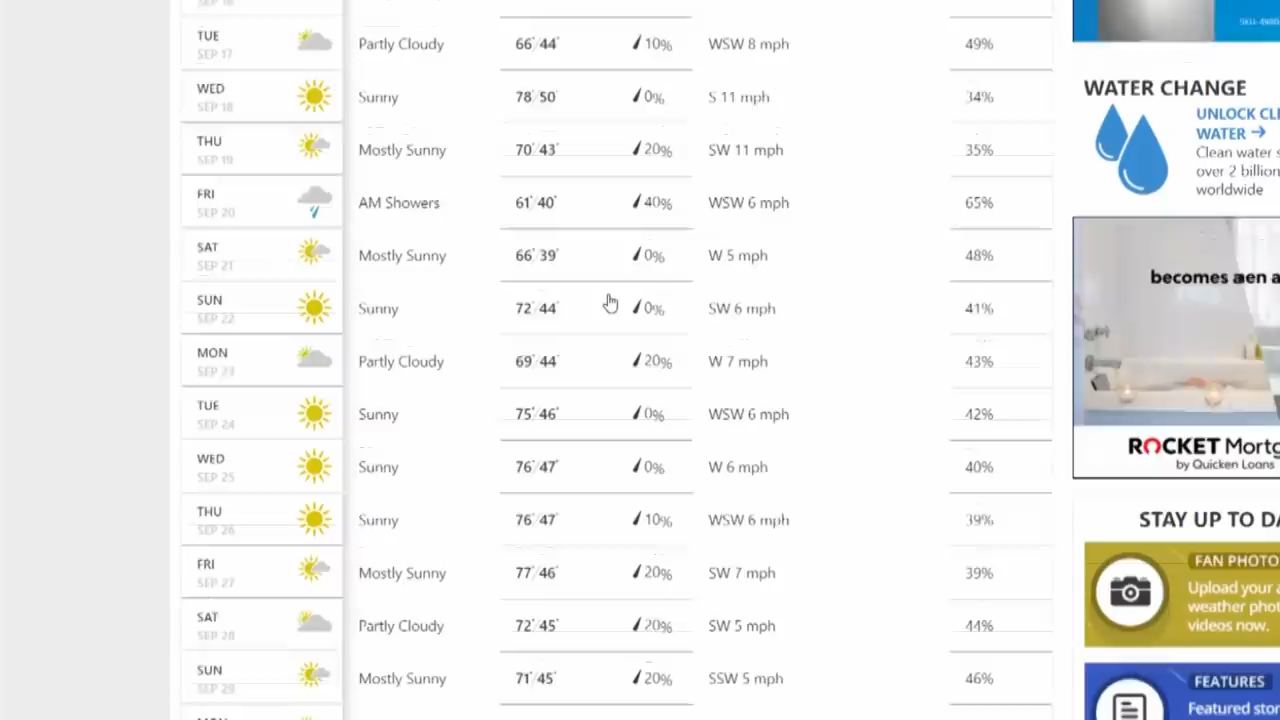 SEP 16
TUE
SEP 17
Partly Cloudy 66° 44° 10% WSW 8 mph 49%
WED
SEP 18
Sunny 78° 50° 0% S 11 mph 34%
THU
SEP 19
Mostly Sunny 70° 43° 20% SW 11 mph 35%
FRI
SEP 20
AM Showers 61° 40° 40% WSW 6 mph 65%
SAT
SEP 21
Mostly Sunny 66° 39° 0% W 5 mph 48%
SUN
SEP 22
Sunny 72° 44° 0% SW 6 mph 41%
MON
SEP 23
Partly Cloudy 69° 44° 20% W 7 mph 43%
TUE
SEP 24
Sunny 75° 46° 0% WSW 6 mph 42%
WED
SEP 25
Sunny 76° 47° 0% W 6 mph 40%
THU
SEP 26
Sunny 76° 47° 10% WSW 6 mph 39%
FRI
SEP 27
Mostly Sunny 77° 46° 20% SW 7 mph 39%
SAT
SEP 28
Partly Cloudy 72° 45° 20% SW 5 mph 44%
SUN
SEP 29
Mostly Sunny 71° 45° 20% SSW 5 mph 46%
WATER CHANGE
UNLOCK CL
WATER →
Clean water s
over 2 billion
worldwide
becomes
ROCKET Mortg
by Quicken Loans
STAY UP TO DA
FAN PHOTO
Upload your
weather pho
videos now.
FEATURES
Featured stor